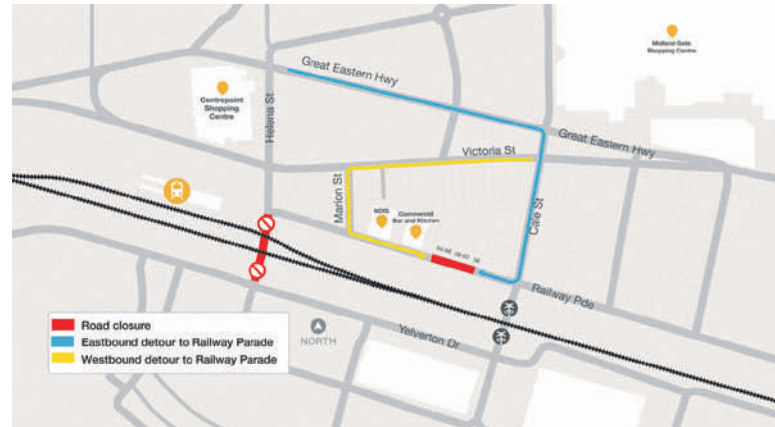 Midland Gate
Shopping Centre
Great Eastern Hwy
Centrepoint
Shopping
Centre
Helena St
Great Eastern Hwy
Victoria St
Marion St
Cale St
NDIS
Commercial
Bar and Kitchen
Railway Pde
Yelverton Dr
NORTH
Road closure
Eastbound detour to Railway Parade
Westbound detour to Railway Parade